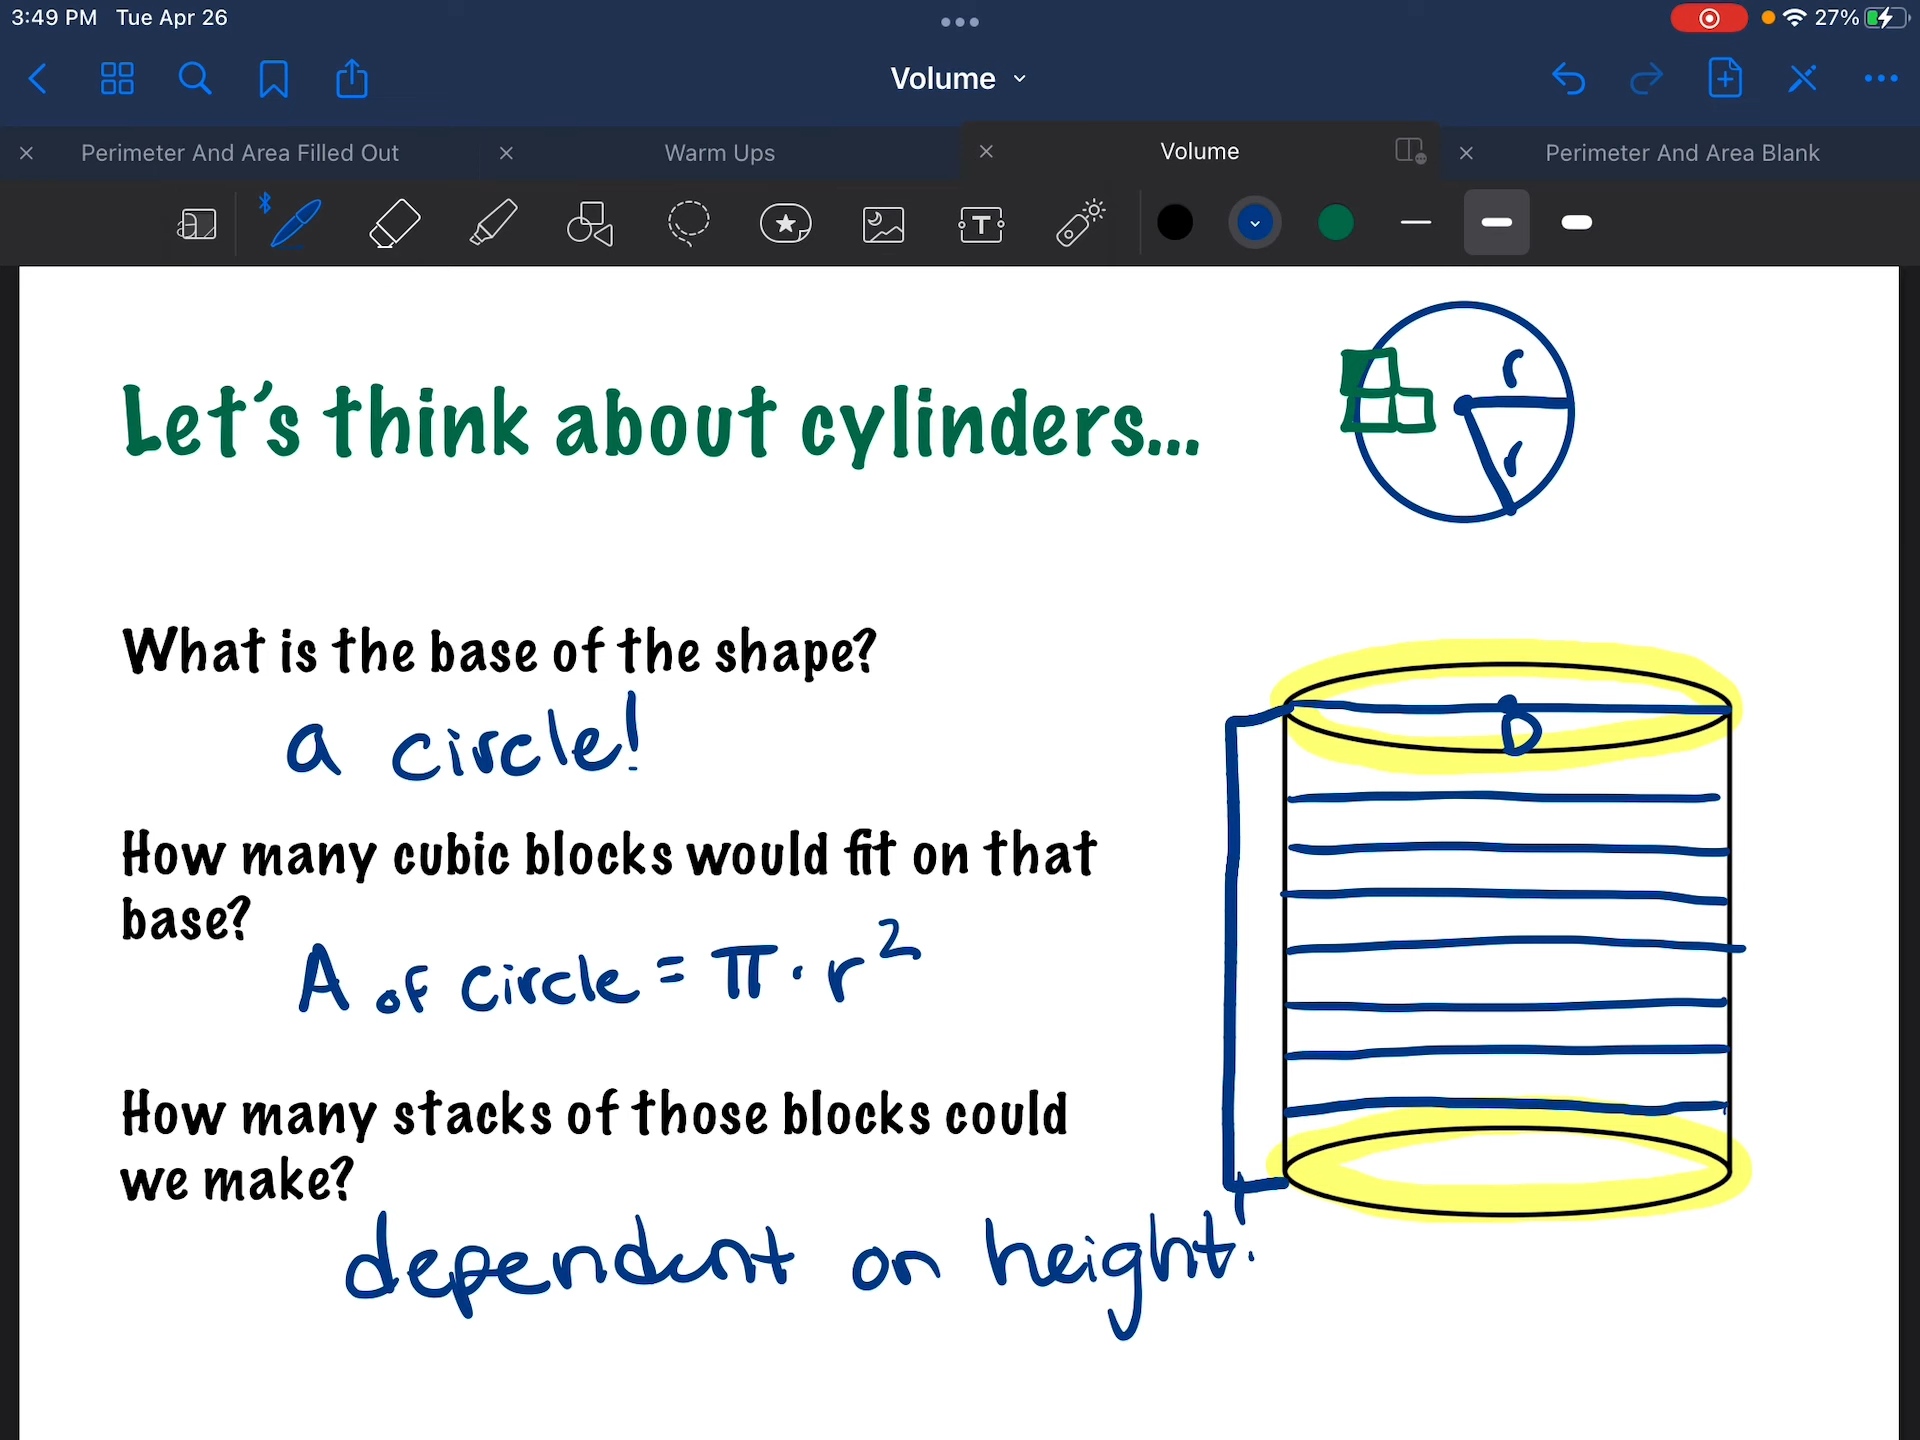 3:49 PM Tue Apr 26
27%
Volume
Perimeter And Area Filled Out
Warm Ups
Volume
Perimeter And Area Blank
T
Let's think about cylinders...
r
r
What is the base of the shape?
a circle!
D
How many cubic blocks would fit on that
base?
A of circle = π · r²
How many stacks of those blocks could
we make?
dependent on height!